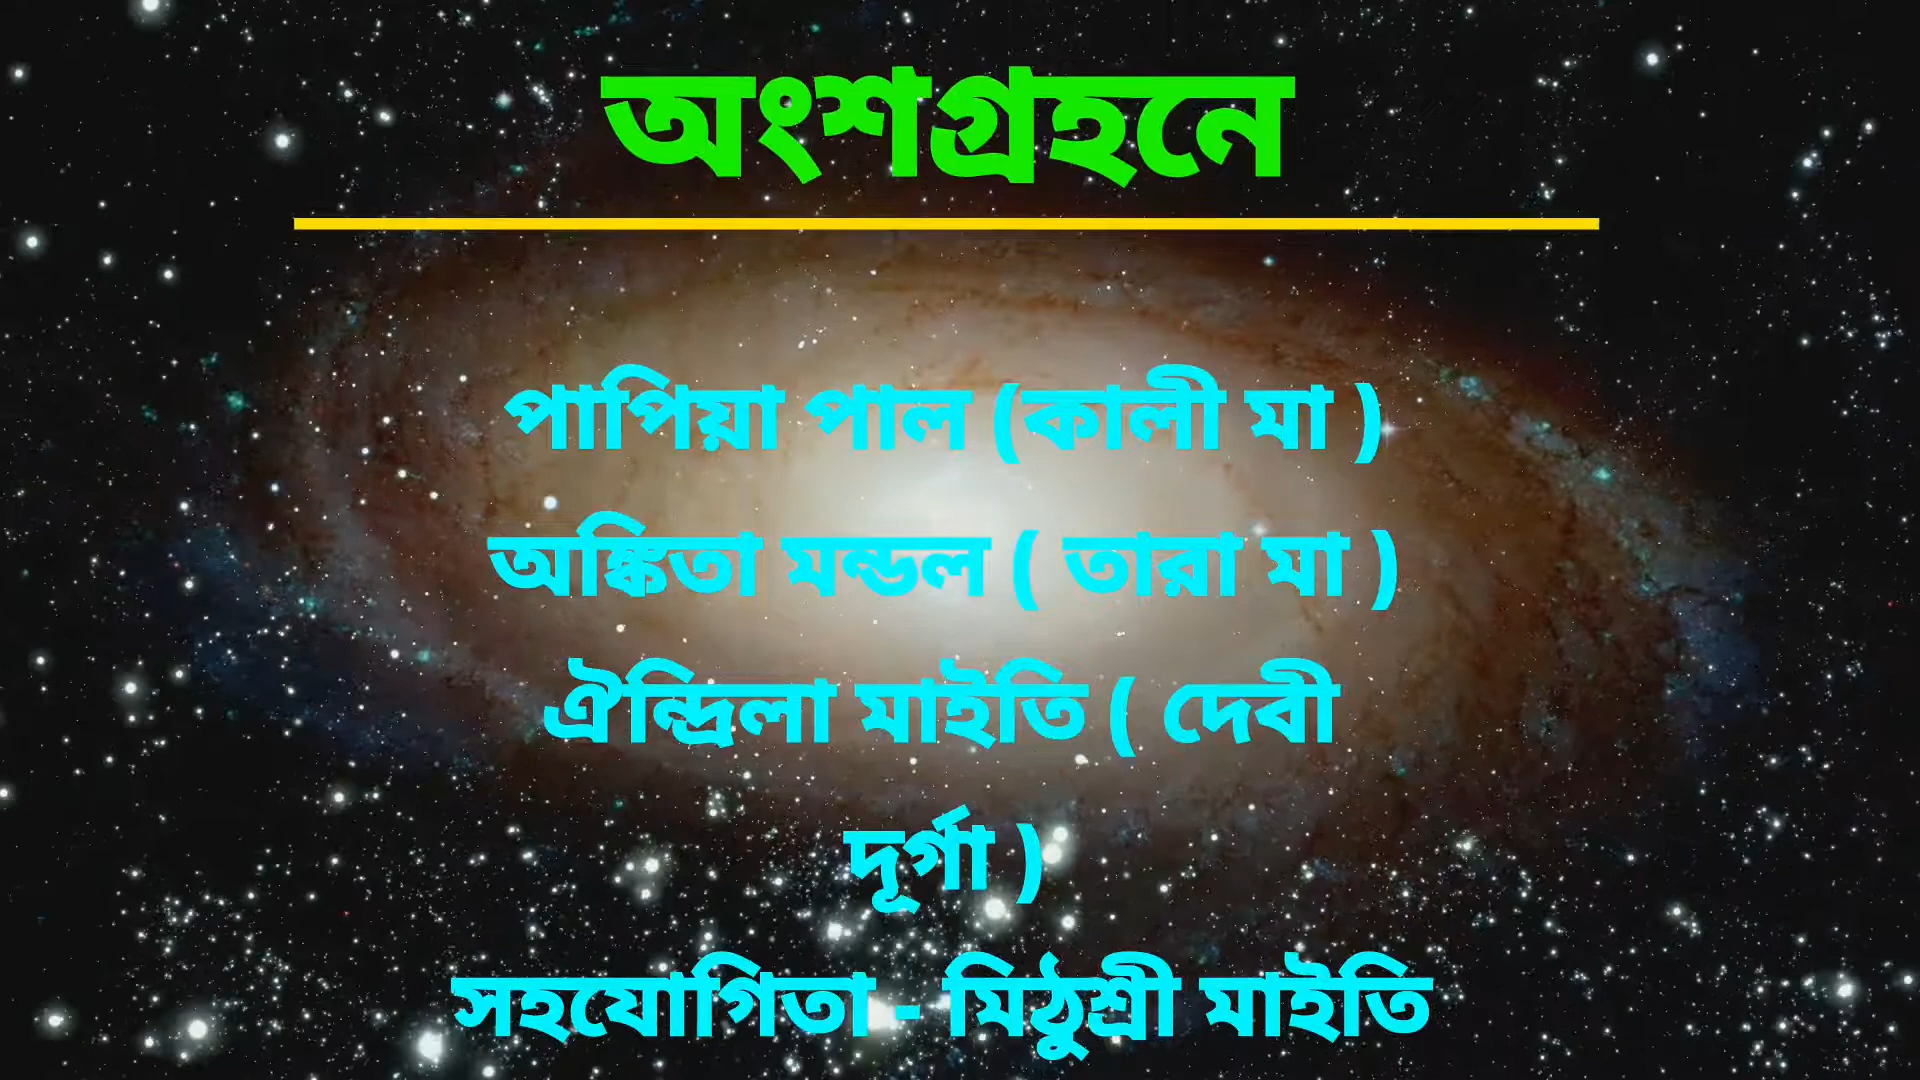 অংশগ্রহনে
পাপিয়া পাল (কালী মা )
অঙ্কিতা মন্ডল ( তারা মা )
ঐন্দ্রিলা মাইতি ( দেবী
দূর্গা )
সহযোগিতা - মিঠুশ্রী মাইতি